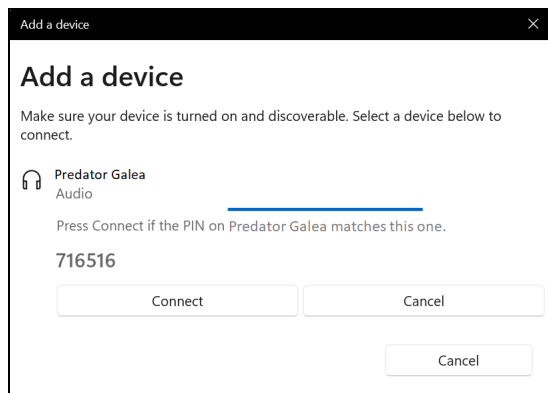 Add a device
Add a device
Make sure your device is turned on and discoverable. Select a device below to
connect.
Predator Galea
Audio
Press Connect if the PIN on Predator Galea matches this one.
716516
Connect Cancel
Cancel